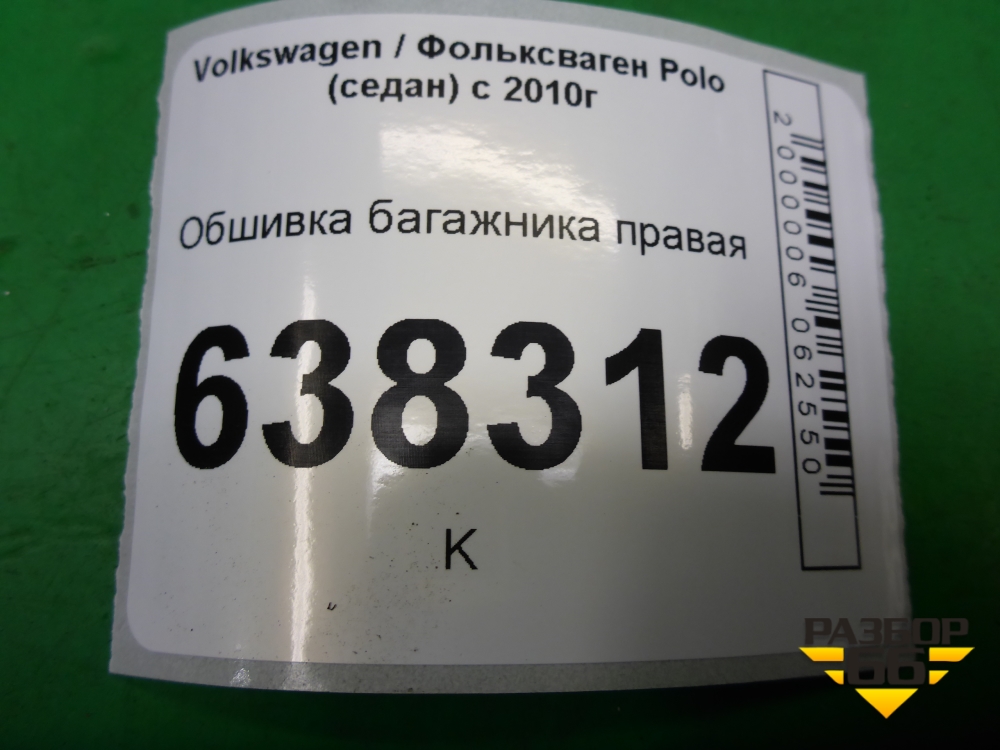 Volkswagen / Фольксваген Polo
(седан) с 2010г
Обшивка багажника правая
638312
К
2000006062550
РАЗБОР
66